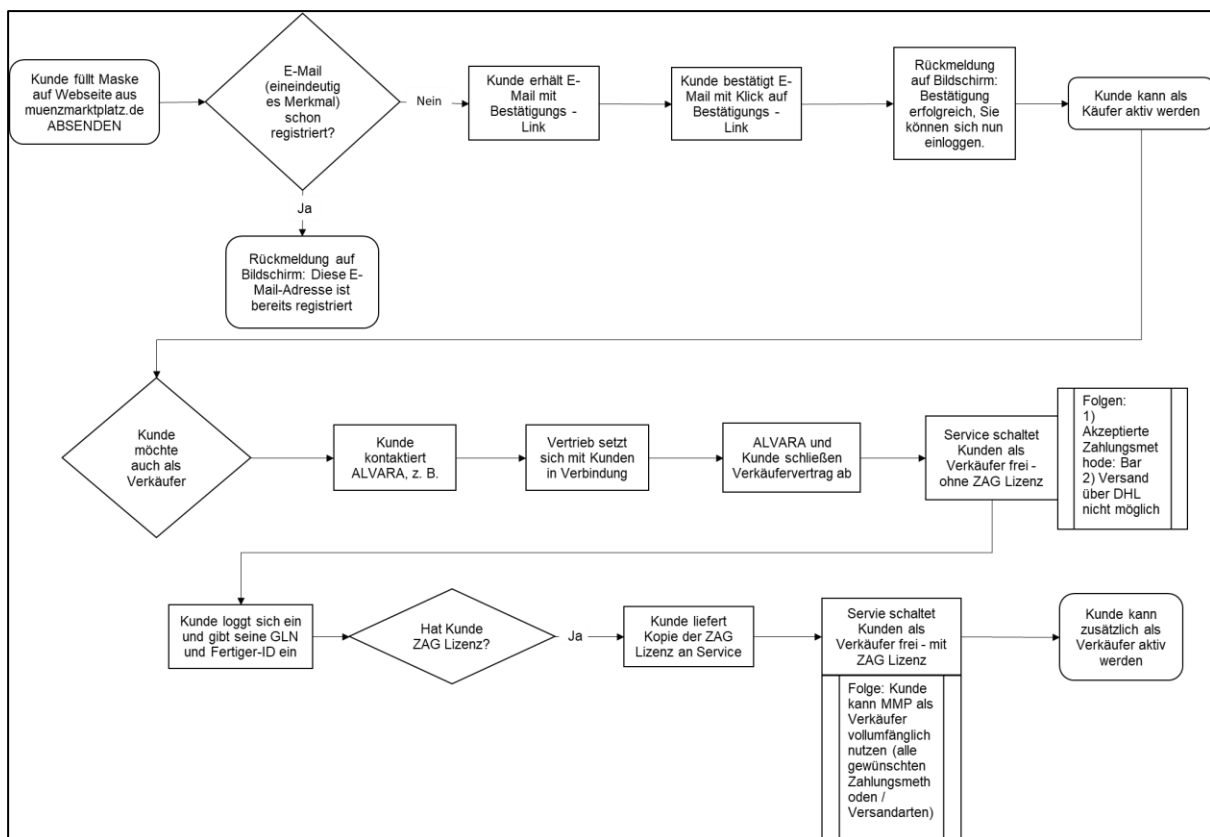 Kunde füllt Maske
auf Webseite aus
muenzmarktplatz.de
ABSENDEN
E-Mail
(eineindeutig
es Merkmal)
schon
registriert?
Nein
Kunde erhält E-
Mail mit
Bestätigungs -
Link
Kunde bestätigt E-
Mail mit Klick auf
Bestätigungs -
Link
Rückmeldung
auf Bildschirm:
Bestätigung
erfolgreich, Sie
können sich nun
einloggen.
Kunde kann als
Käufer aktiv werden
Ja
Rückmeldung auf
Bildschirm: Diese E-
Mail-Adresse ist
bereits registriert
Kunde
möchte
auch als
Verkäufer
Kunde
kontaktiert
ALVARA, z. B.
Vertrieb setzt
sich mit Kunden
in Verbindung
ALVARA und
Kunde schließen
Verkäufervertrag ab
Service schaltet
Kunden als
Verkäufer frei -
ohne ZAG Lizenz
Folgen:
1)
Akzeptierte
Zahlungsmet
hode: Bar
2) Versand
über DHL
nicht möglich
Kunde loggt sich ein
und gibt seine GLN
und Fertiger-ID ein
Hat Kunde
ZAG Lizenz?
Ja
Kunde liefert
Kopie der ZAG
Lizenz an Service
Servie schaltet
Kunden als
Verkäufer frei - mit
ZAG Lizenz
Folge: Kunde
kann MMP als
Verkäufer
vollumfänglich
nutzen (alle
gewünschten
Zahlungsmeth
oden /
Versandarten)
Kunde kann
zusätzlich als
Verkäufer aktiv
werden